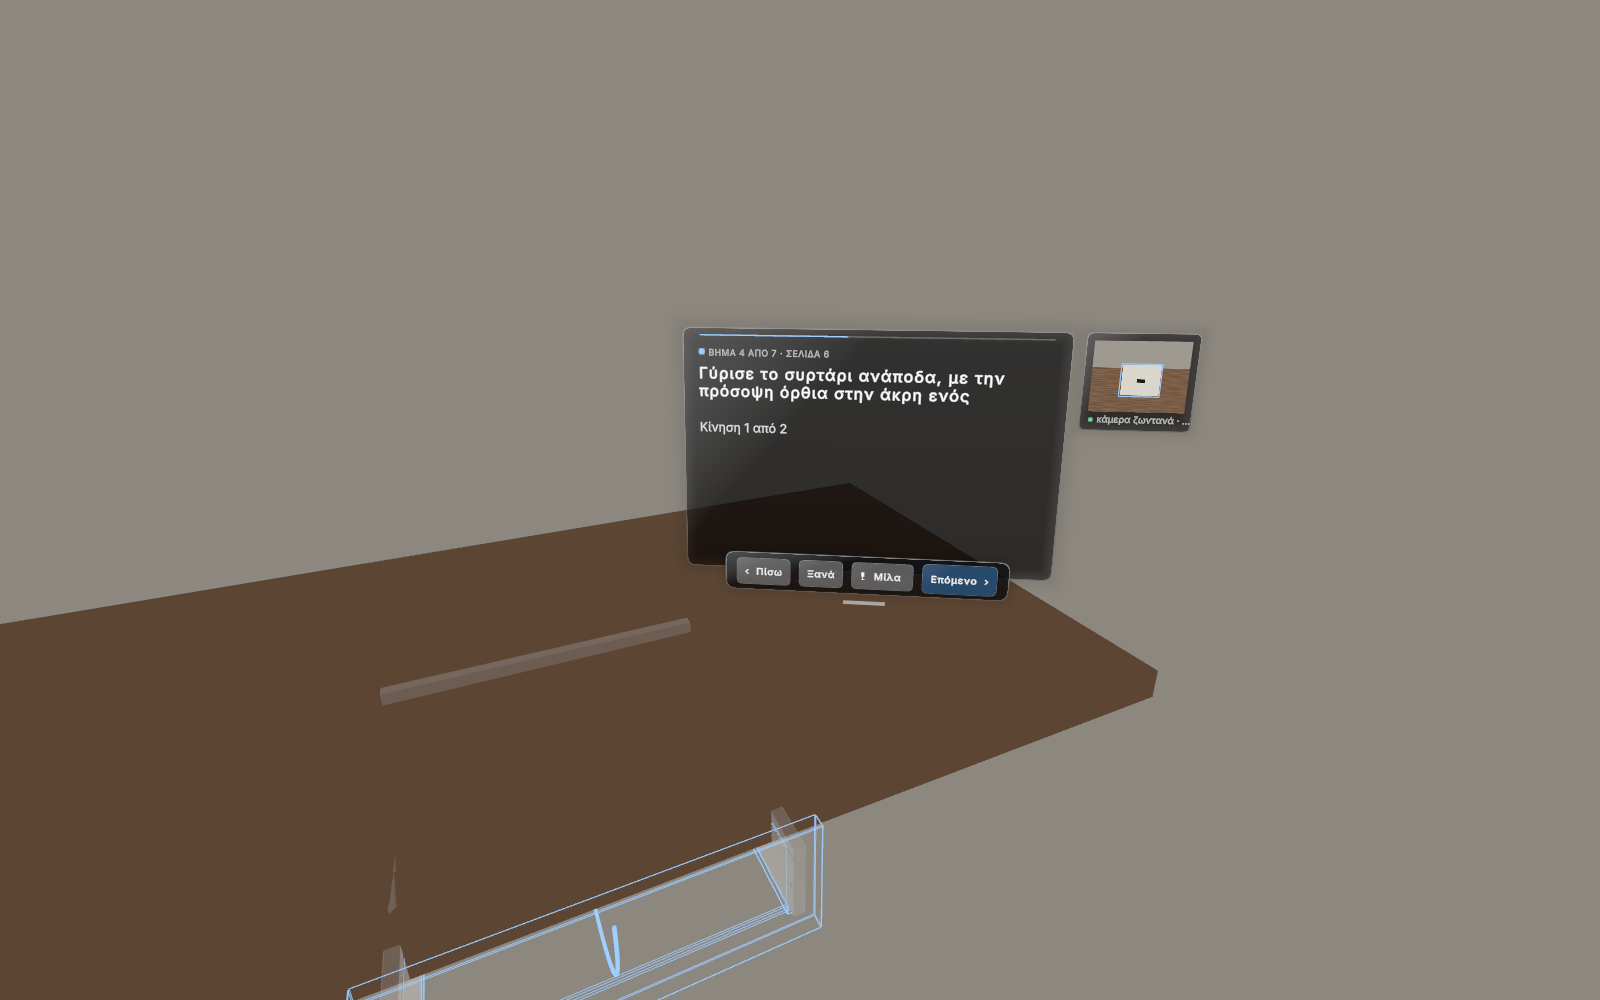 ΒΗΜΑ 4 ΑΠΟ 7 · ΣΕΛΙΔΑ 6
Γύρισε το συρτάρι ανάποδα, με την
πρόσοψη όρθια στην άκρη ενός
Κίνηση 1 από 2
‹ Πίσω
Ξανά
Μίλα
Επόμενο ›
κάμερα ζωντανά · ...